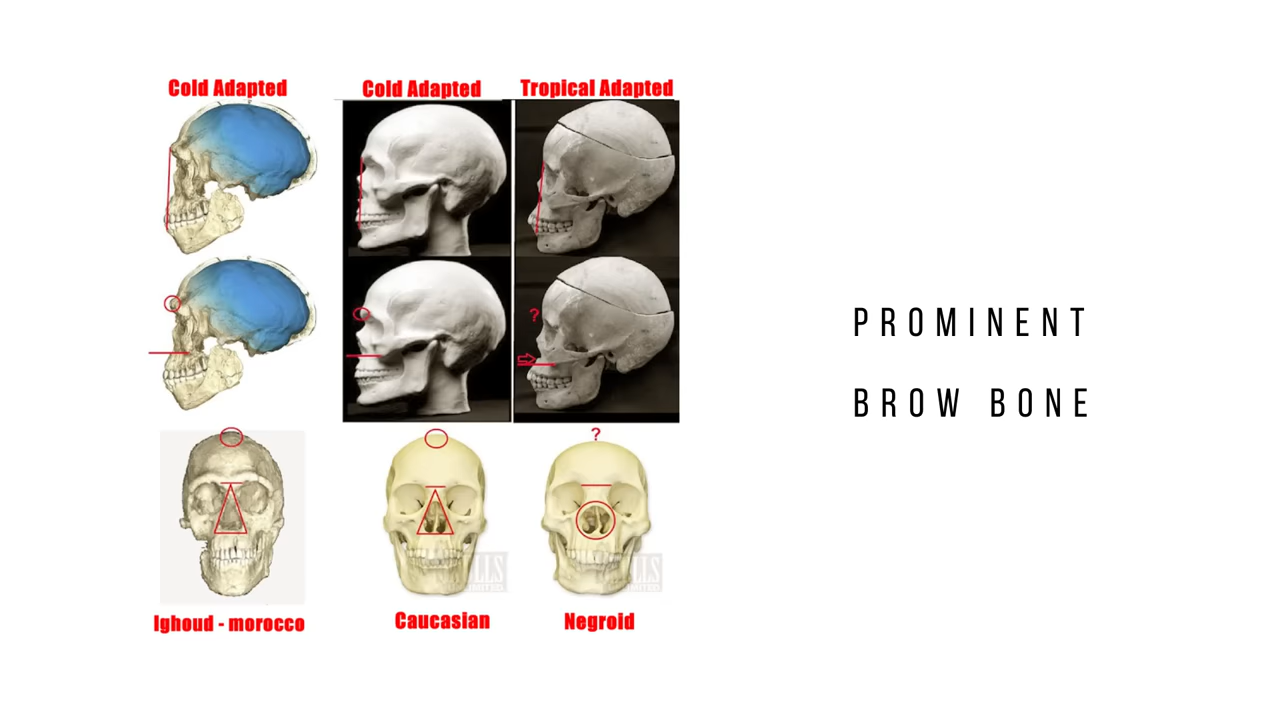 Cold Adapted
Cold Adapted
Tropical Adapted
?
?
PROMINENT
BROW BONE
Ighoud - morocco
Caucasian
Negroid